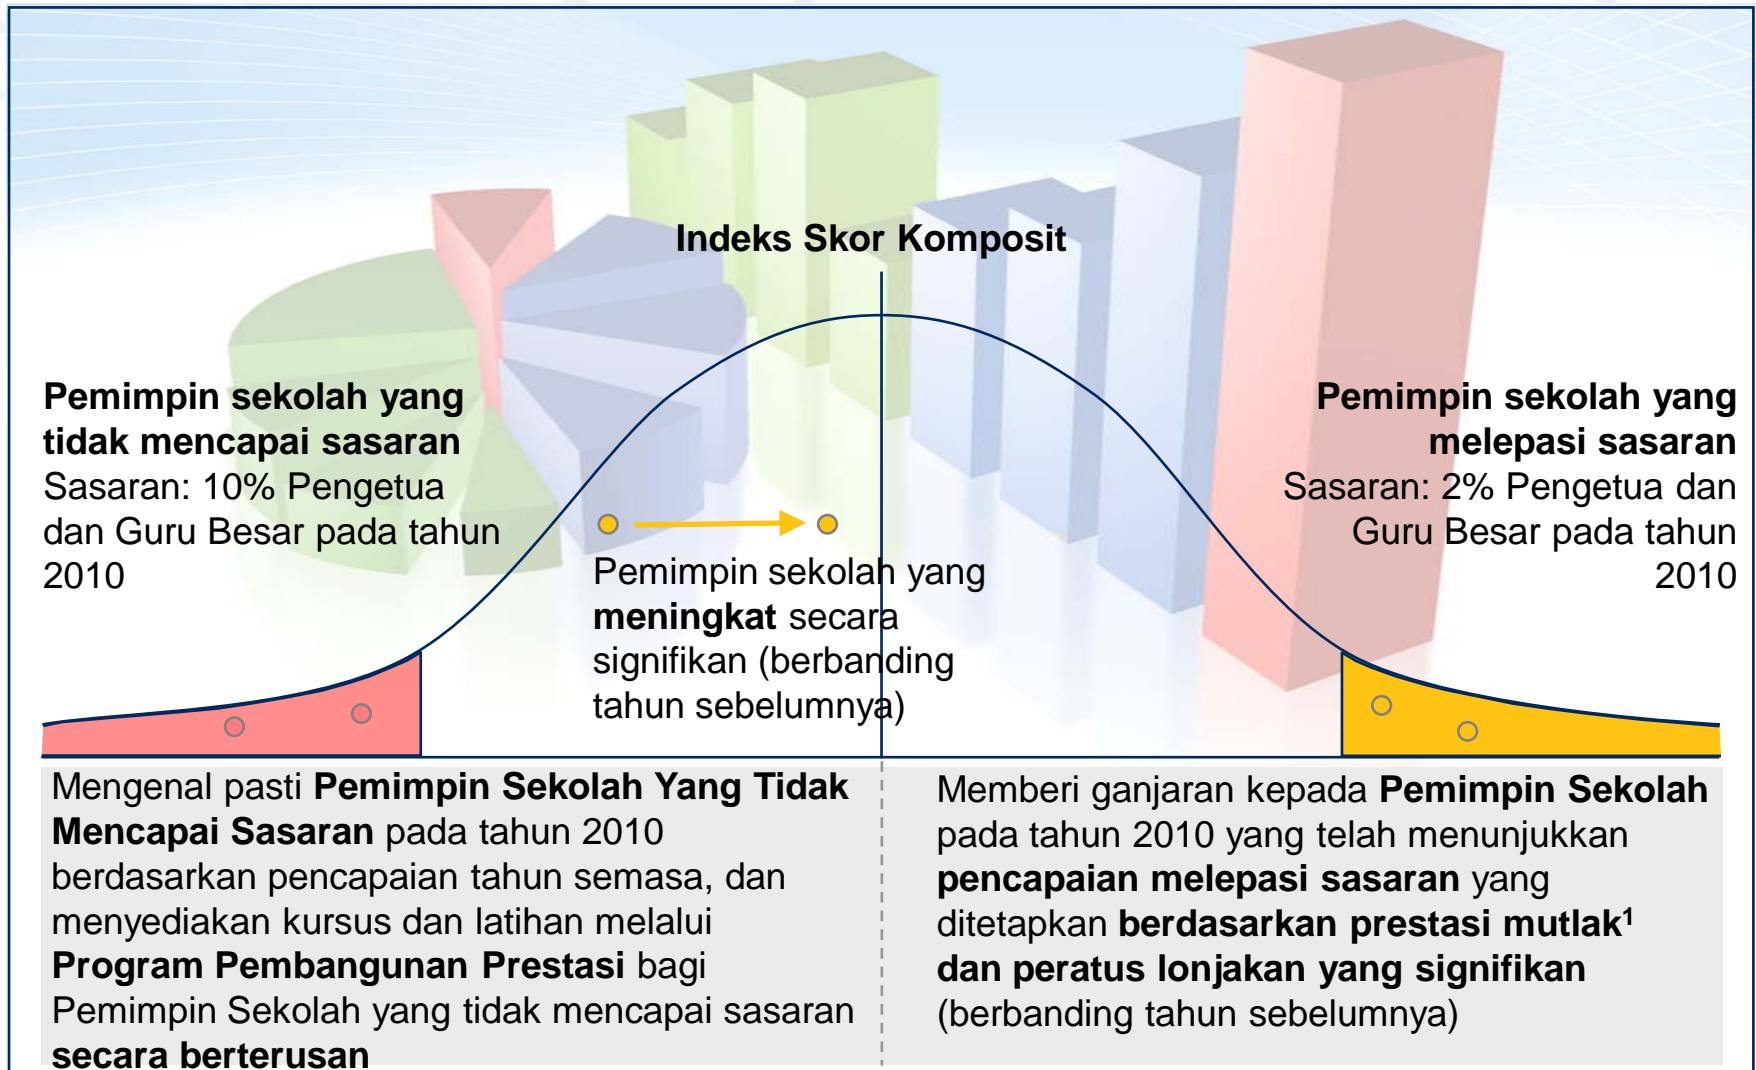 Indeks Skor Komposit
Pemimpin sekolah yang
tidak mencapai sasaran
Sasaran: 10% Pengetua
dan Guru Besar pada tahun
2010
Pemimpin sekolah yang
melepasi sasaran
Sasaran: 2% Pengetua dan
Guru Besar pada tahun
2010
Pemimpin sekolah yang
meningkat secara
signifikan (berbanding
tahun sebelumnya)
Mengenal pasti Pemimpin Sekolah Yang Tidak
Mencapai Sasaran pada tahun 2010
berdasarkan pencapaian tahun semasa, dan
menyediakan kursus dan latihan melalui
Program Pembangunan Prestasi bagi
Pemimpin Sekolah yang tidak mencapai sasaran
secara berterusan
Memberi ganjaran kepada Pemimpin Sekolah
pada tahun 2010 yang telah menunjukkan
pencapaian melepasi sasaran yang
ditetapkan berdasarkan prestasi mutlak¹
dan peratus lonjakan yang signifikan
(berbanding tahun sebelumnya)